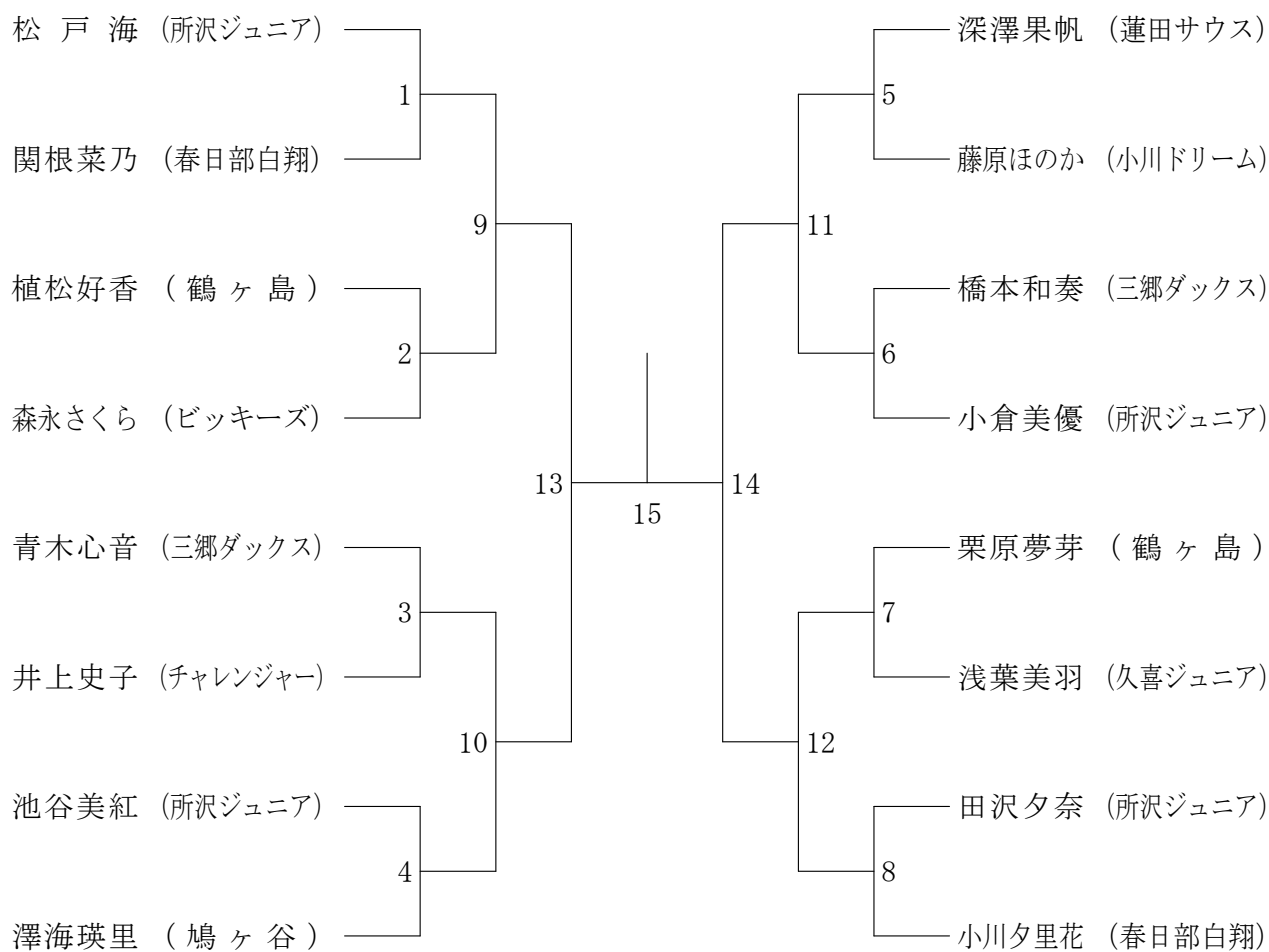 松戸海 (所沢ジュニア)
1
関根菜乃 (春日部白翔)
9
植松好香 (鶴ヶ島)
2
森永さくら (ビッキーズ)
13
青木心音 (三郷ダックス)
3
井上史子 (チャレンジャー)
10
池谷美紅 (所沢ジュニア)
4
澤海瑛里 (鳩ヶ谷)
15
深澤果帆 (蓮田サウス)
5
藤原ほのか (小川ドリーム)
11
橋本和奏 (三郷ダックス)
6
小倉美優 (所沢ジュニア)
14
栗原夢芽 (鶴ヶ島)
7
浅葉美羽 (久喜ジュニア)
12
田沢夕奈 (所沢ジュニア)
8
小川夕里花 (春日部白翔)